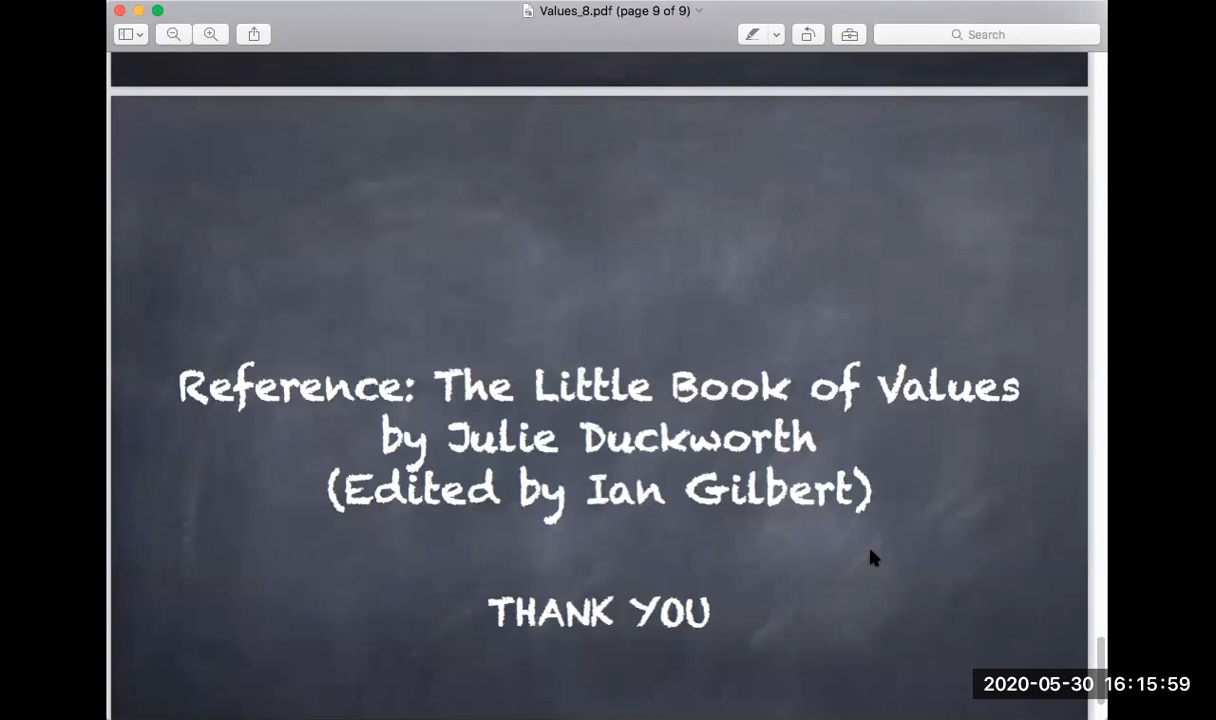 Values_8.pdf (page 9 of 9)
Search
Reference: The Little Book of Values
by Julie Duckworth
(Edited by Ian Gilbert)
THANK YOU
2020-05-30 16:15:59